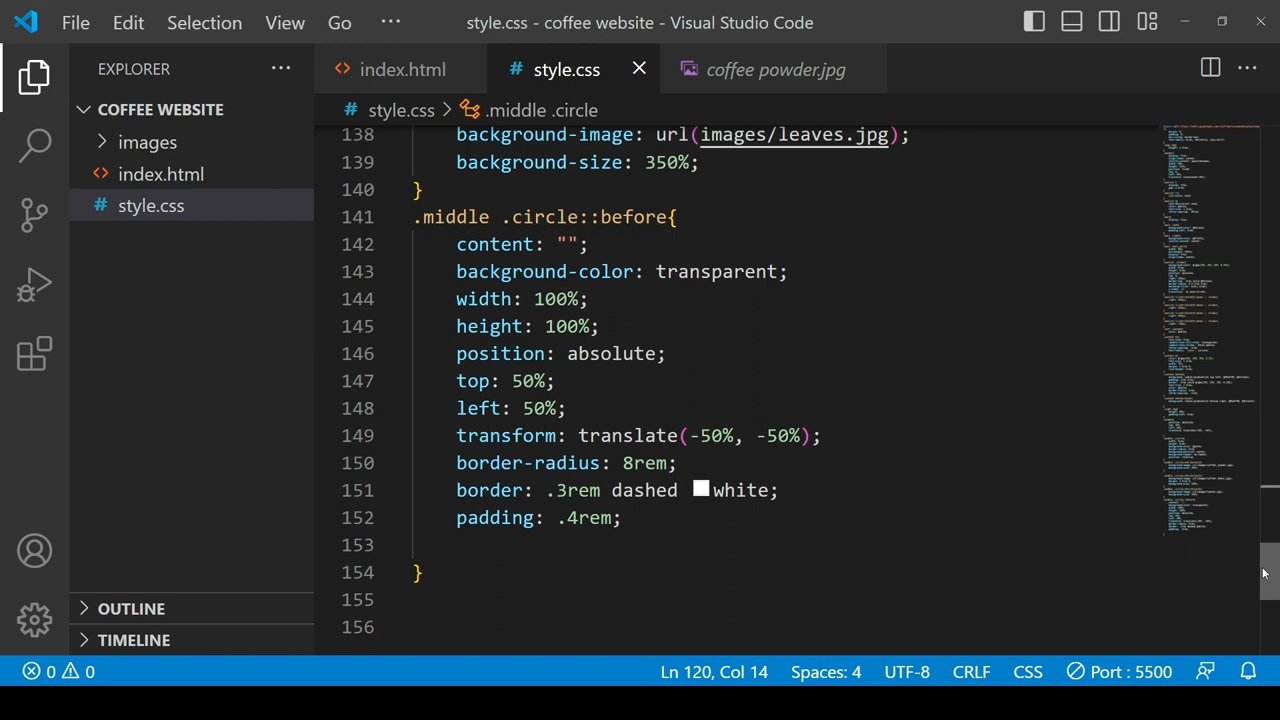 File Edit Selection View Go ··· style.css - coffee website - Visual Studio Code
EXPLORER ···
index.html # style.css coffee powder.jpg ···
COFFEE WEBSITE
images
index.html
# style.css
# style.css > .middle .circle
138 background-image: url(images/leaves.jpg);
139 background-size: 350%;
140 }
141 .middle .circle::before{
142 content: "";
143 background-color: transparent;
144 width: 100%;
145 height: 100%;
146 position: absolute;
147 top: 50%;
148 left: 50%;
149 transform: translate(-50%, -50%);
150 border-radius: 8rem;
151 border: .3rem dashed white;
152 padding: .4rem;
153
154 }
155
156
OUTLINE
TIMELINE
0 0 Ln 120, Col 14 Spaces: 4 UTF-8 CRLF CSS Port : 5500